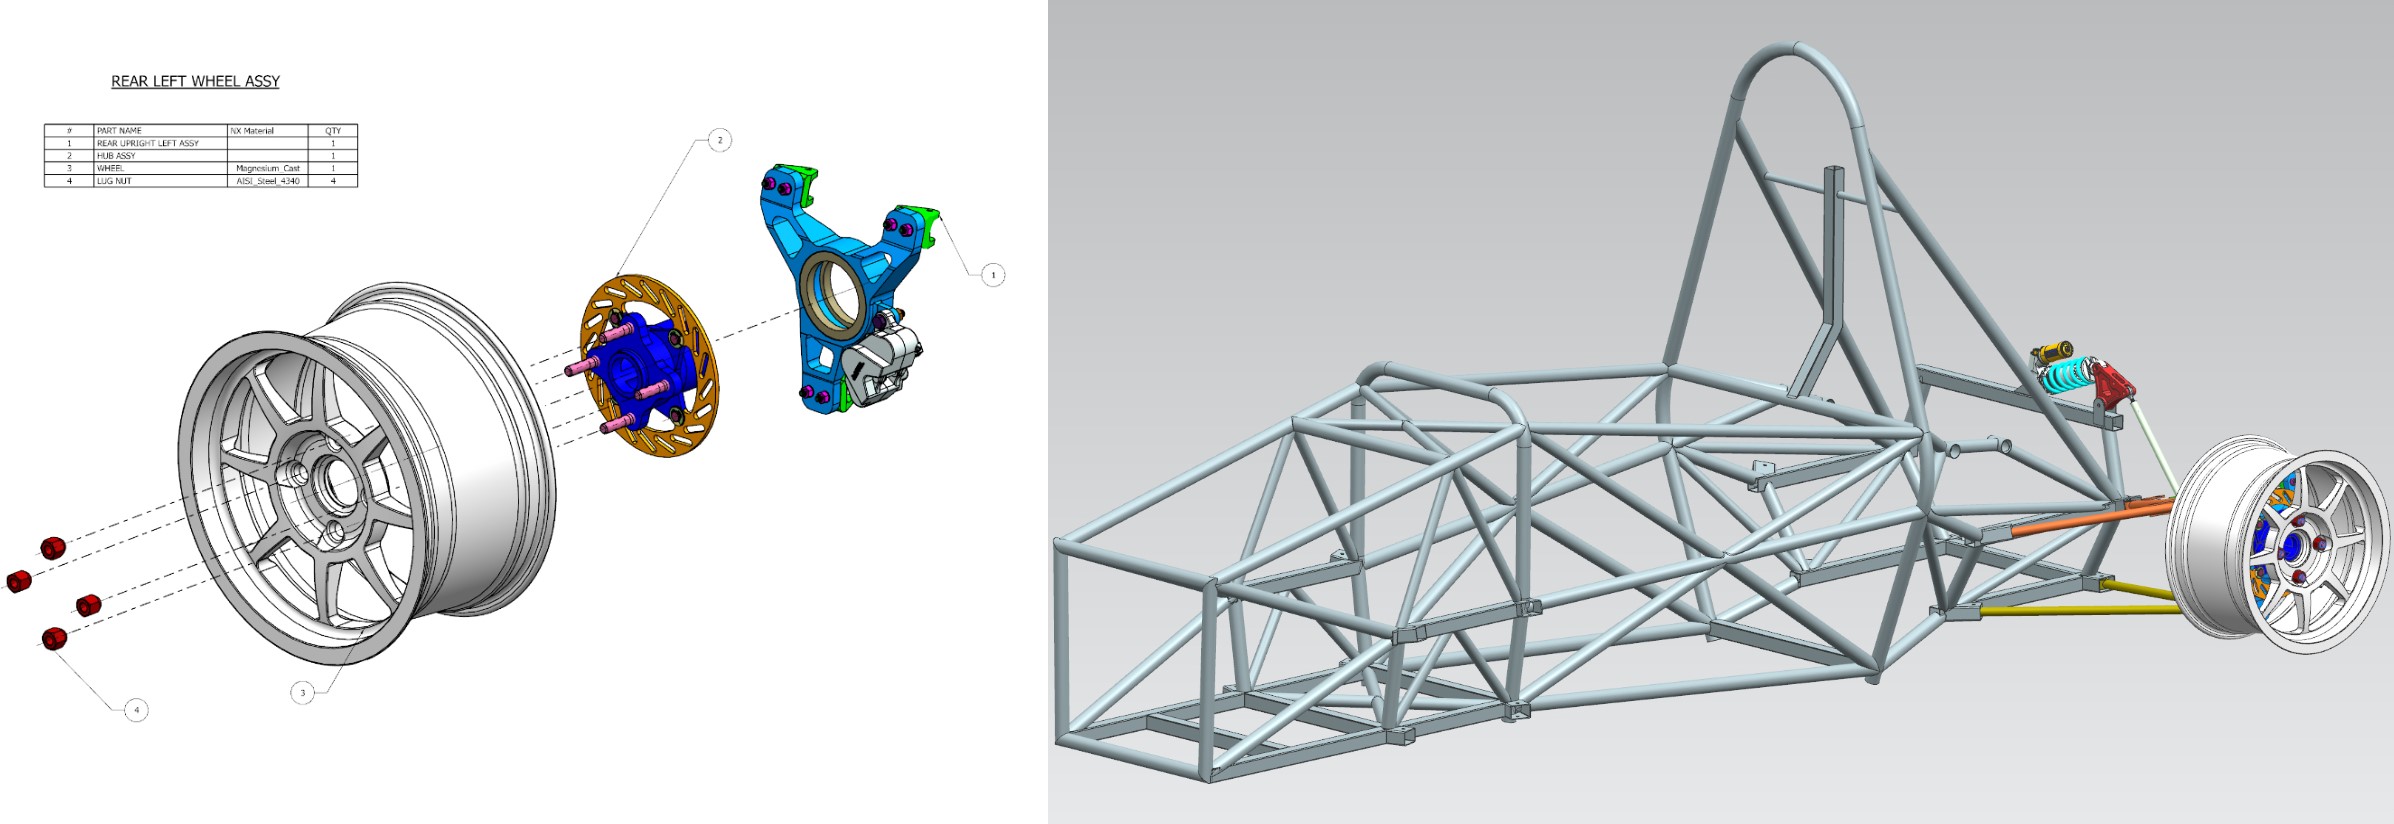 REAR LEFT WHEEL ASSY
# PART NAME NX Material QTY
1 REAR UPRIGHT LEFT ASSY 1
2 HUB ASSY 1
3 WHEEL Magnesium_Cast 1
4 LUG NUT AISI_Steel_4340 4
2
1
3
4